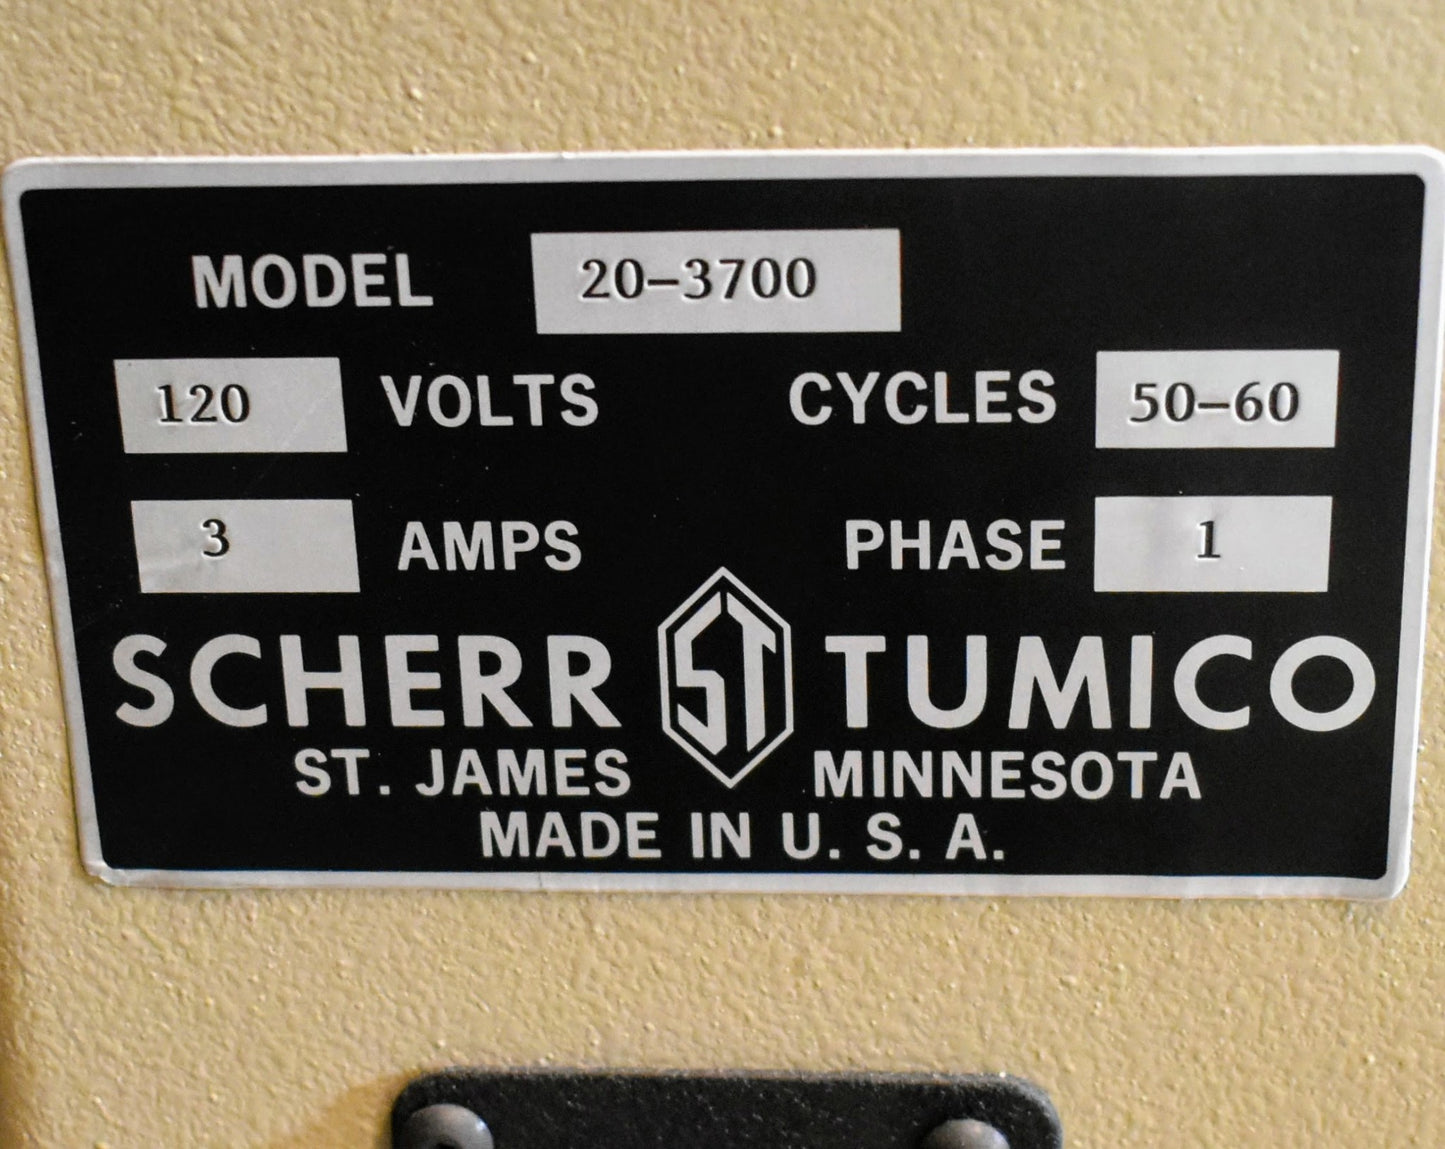 MODEL 20-3700
120 VOLTS CYCLES 50-60
3 AMPS PHASE 1
SCHERR ST TUMICO
ST. JAMES MINNESOTA
MADE IN U. S. A.